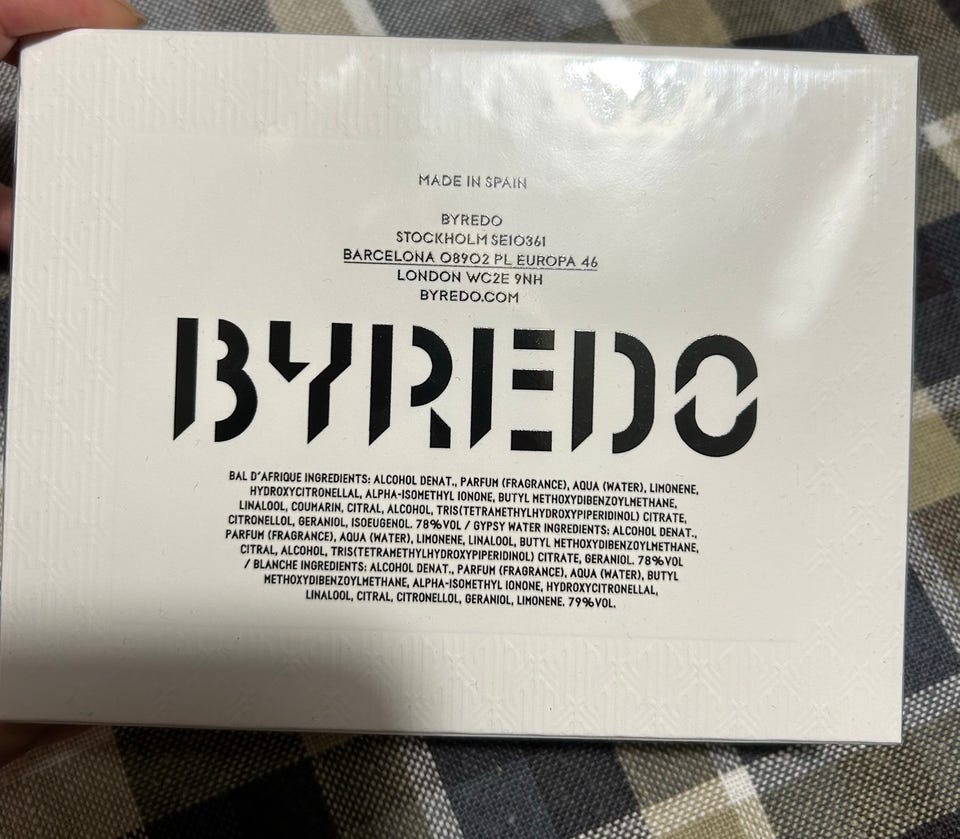 MADE IN SPAIN
BYREDO
STOCKHOLM SE10361
BARCELONA 08902 PL EUROPA 46
LONDON WC2E 9NH
BYREDO.COM
BYREDO
BAL D'AFRIQUE INGREDIENTS: ALCOHOL DENAT., PARFUM (FRAGRANCE), AQUA (WATER), LIMONENE,
HYDROXYCITRONELLAL, ALPHA-ISOMETHYL IONONE, BUTYL METHOXYDIBENZOYLMETHANE,
LINALOOL, COUMARIN, CITRAL, ALCOHOL, TRIS(TETRAMETHYLHYDROXYPIPERIDINOL) CITRATE,
CITRONELLOL, GERANIOL, ISOEUGENOL. 78%VOL / GYPSY WATER INGREDIENTS: ALCOHOL DENAT.,
PARFUM (FRAGRANCE), AQUA (WATER), LIMONENE, LINALOOL, BUTYL METHOXYDIBENZOYLMETHANE,
CITRAL, ALCOHOL, TRIS(TETRAMETHYLHYDROXYPIPERIDINOL) CITRATE, GERANIOL. 78%VOL
/ BLANCHE INGREDIENTS: ALCOHOL DENAT., PARFUM (FRAGRANCE), AQUA (WATER), BUTYL
METHOXYDIBENZOYLMETHANE, ALPHA-ISOMETHYL IONONE, HYDROXYCITRONELLAL,
LINALOOL, CITRAL, CITRONELLOL, GERANIOL, LIMONENE. 79%VOL.